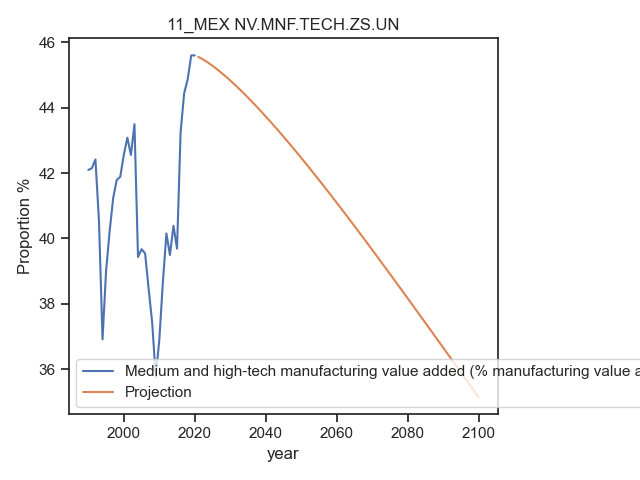 11_MEX NV.MNF.TECH.ZS.UN
46
44
42
40
38
36
Proportion %
Medium and high-tech manufacturing value added (% manufacturing value
Projection
2000
2020
2040
2060
2080
2100
year